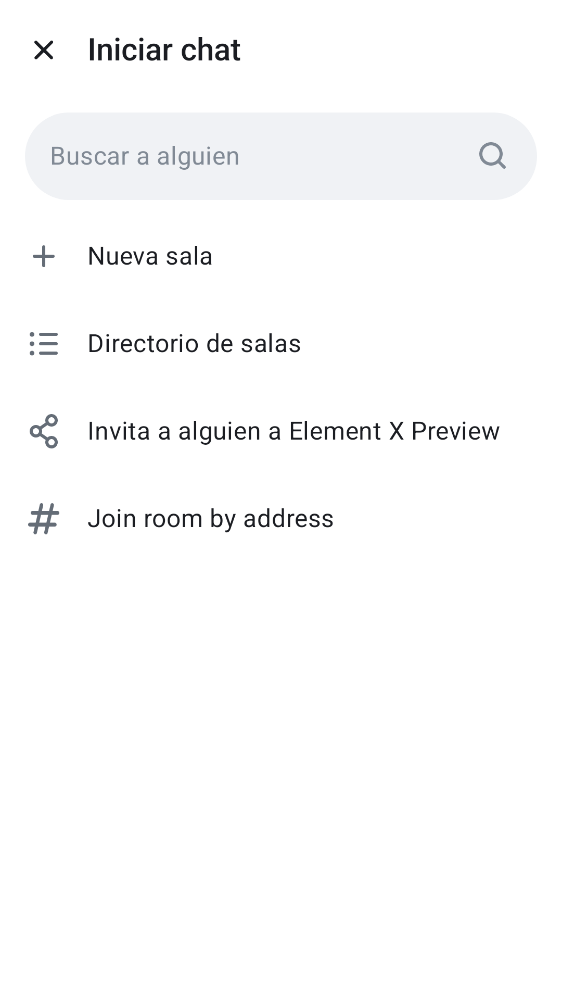 Iniciar chat
Buscar a alguien
Nueva sala
Directorio de salas
Invita a alguien a Element X Preview
Join room by address